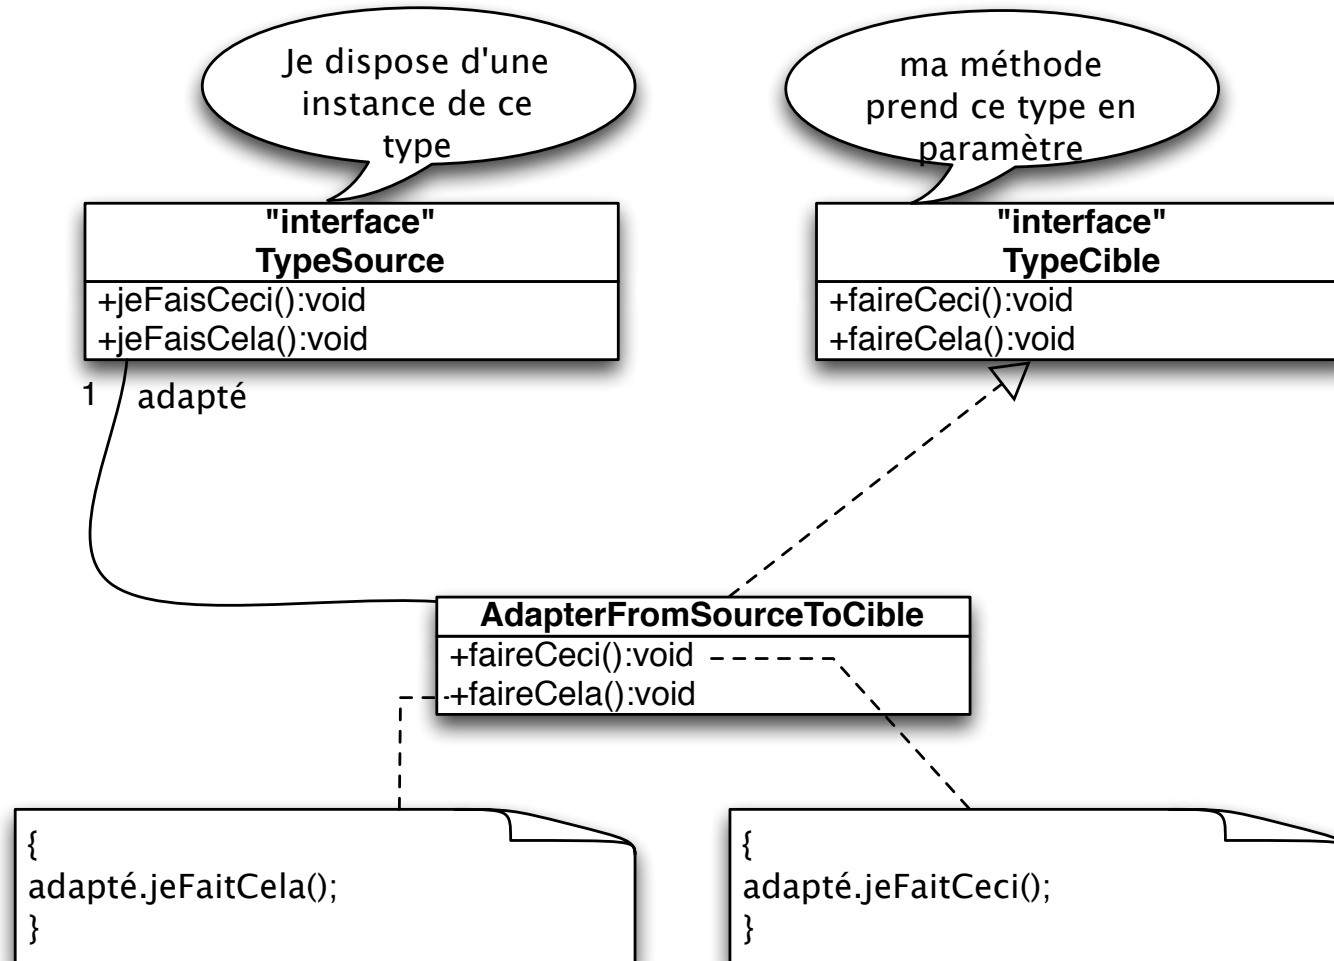 Je dispose d'une
instance de ce
type
ma méthode
prend ce type en
paramètre
"interface"
TypeSource
+jeFaisCeci():void
+jeFaisCela():void
"interface"
TypeCible
+faireCeci():void
+faireCela():void
1 adapté
AdapterFromSourceToCible
+faireCeci():void
+faireCela():void
{
adapté.jeFaitCela();
}
{
adapté.jeFaitCeci();
}